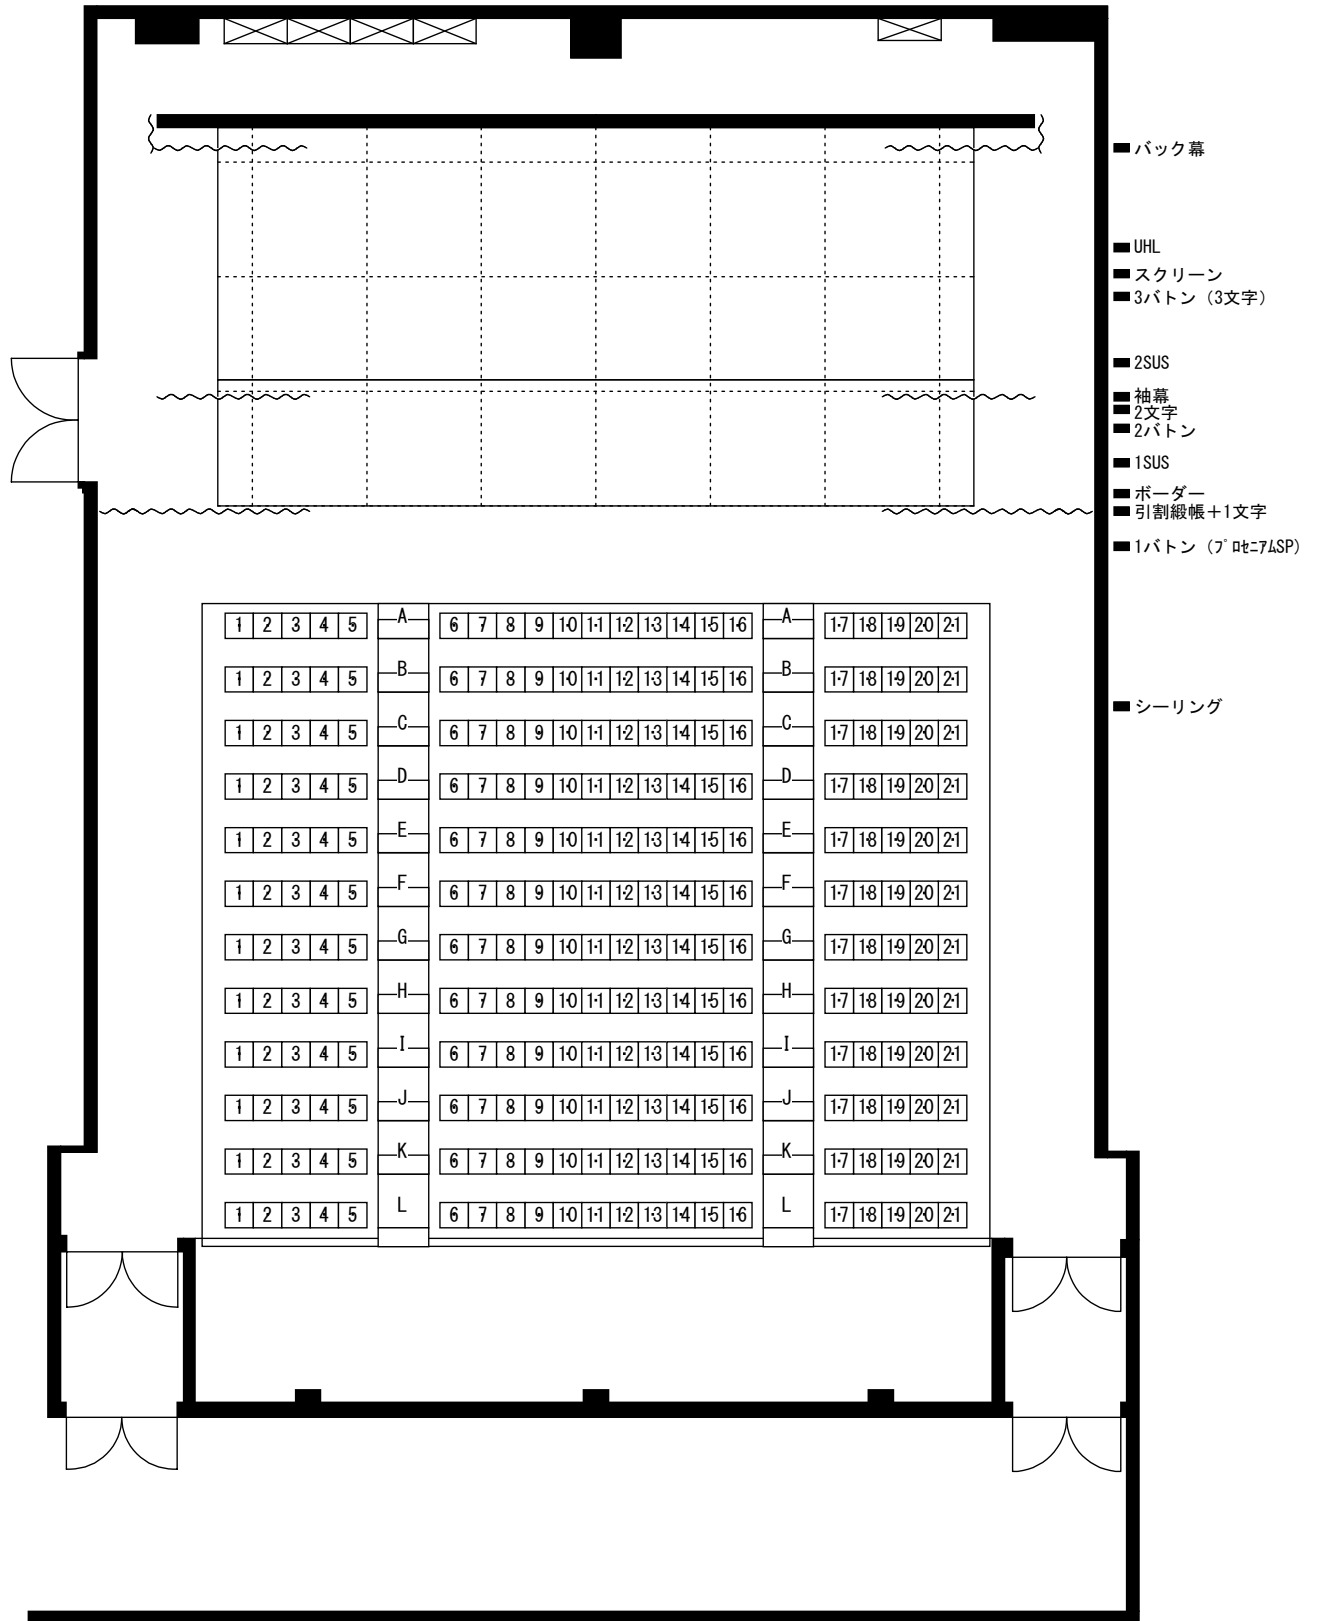 バック幕
UHL
スクリーン
3バトン（3文字）
2SUS
袖幕
2文字
2バトン
1SUS
ボーダー
引割緞帳＋1文字
1バトン（ﾌﾟﾛｾﾆｱﾑSP）
1 2 3 4 5 A 6 7 8 9 10 11 12 13 14 15 16 A 17 18 19 20 21
1 2 3 4 5 B 6 7 8 9 10 11 12 13 14 15 16 B 17 18 19 20 21
シーリング
1 2 3 4 5 C 6 7 8 9 10 11 12 13 14 15 16 C 17 18 19 20 21
1 2 3 4 5 D 6 7 8 9 10 11 12 13 14 15 16 D 17 18 19 20 21
1 2 3 4 5 E 6 7 8 9 10 11 12 13 14 15 16 E 17 18 19 20 21
1 2 3 4 5 F 6 7 8 9 10 11 12 13 14 15 16 F 17 18 19 20 21
1 2 3 4 5 G 6 7 8 9 10 11 12 13 14 15 16 G 17 18 19 20 21
1 2 3 4 5 H 6 7 8 9 10 11 12 13 14 15 16 H 17 18 19 20 21
1 2 3 4 5 I 6 7 8 9 10 11 12 13 14 15 16 I 17 18 19 20 21
1 2 3 4 5 J 6 7 8 9 10 11 12 13 14 15 16 J 17 18 19 20 21
1 2 3 4 5 K 6 7 8 9 10 11 12 13 14 15 16 K 17 18 19 20 21
1 2 3 4 5 L 6 7 8 9 10 11 12 13 14 15 16 L 17 18 19 20 21